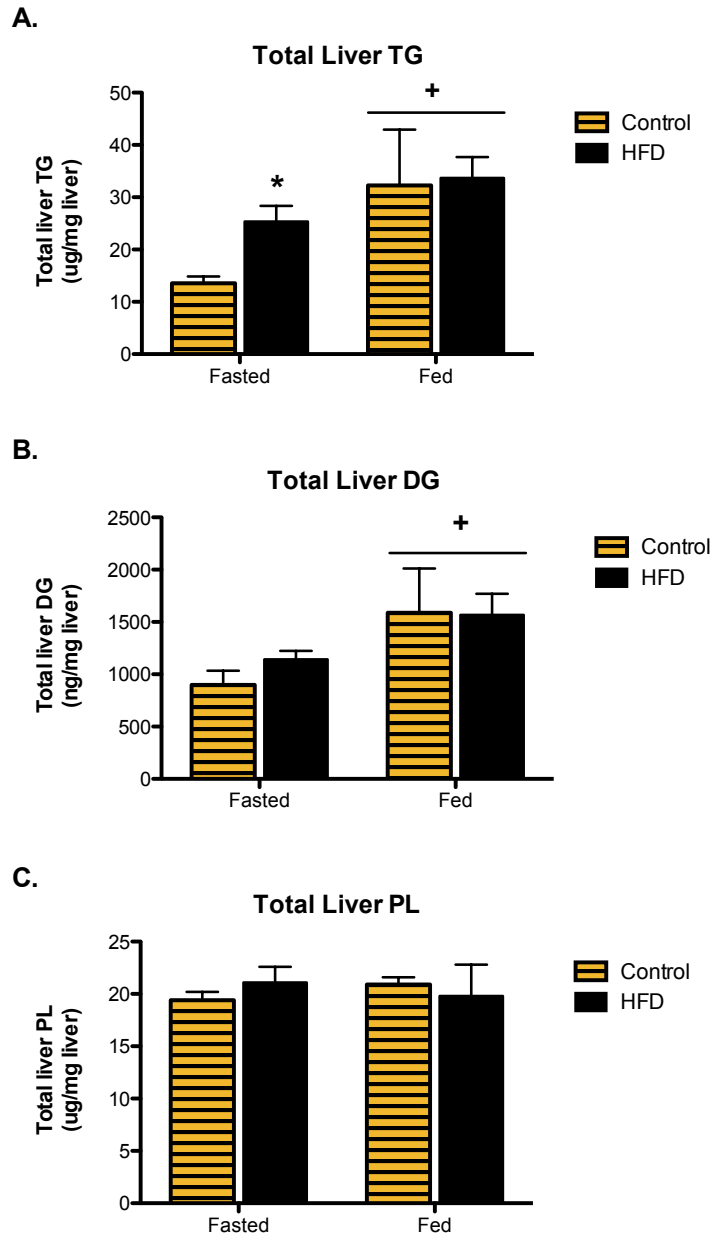 A.
Total Liver TG
+
*
Total liver TG
(ug/mg liver)
50
40
30
20
10
0
Fasted
Fed
Control
HFD
B.
Total Liver DG
+
Total liver DG
(ng/mg liver)
2500
2000
1500
1000
500
0
Fasted
Fed
Control
HFD
C.
Total Liver PL
Total liver PL
(ug/mg liver)
25
20
15
10
5
0
Fasted
Fed
Control
HFD